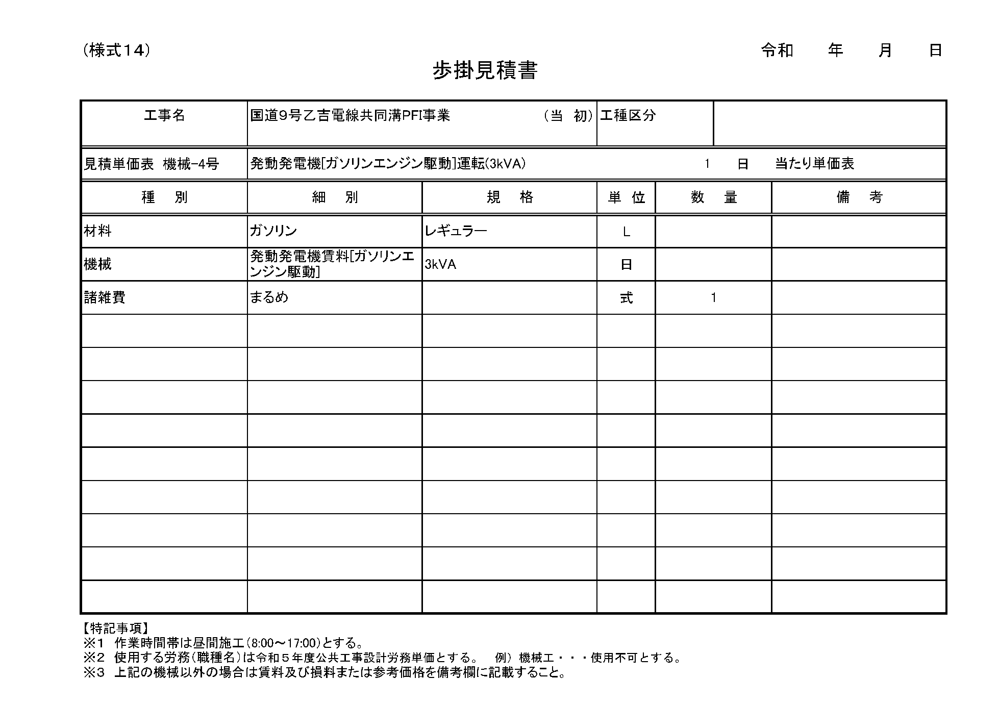 (様式14) 令和 年 月 日
歩掛見積書
工事名 国道9号乙吉電線共同溝PFI事業 (当 初) 工種区分
見積単価表 機械-4号 発動発電機[ガソリンエンジン駆動]運転(3kVA) 1 日 当たり単価表
種 別 細 別 規 格 単 位 数 量 備 考
材料 ガソリン レギュラー L
機械 発動発電機賃料[ガソリンエ
ンジン駆動] 3kVA 日
諸雑費 まるめ 式 1
【特記事項】
※1 作業時間帯は昼間施工(8:00～17:00)とする。
※2 使用する労務(職種名)は令和5年度公共工事設計労務単価とする。 例) 機械工・・・使用不可とする。
※3 上記の機械以外の場合は賃料及び損料または参考価格を備考欄に記載すること。